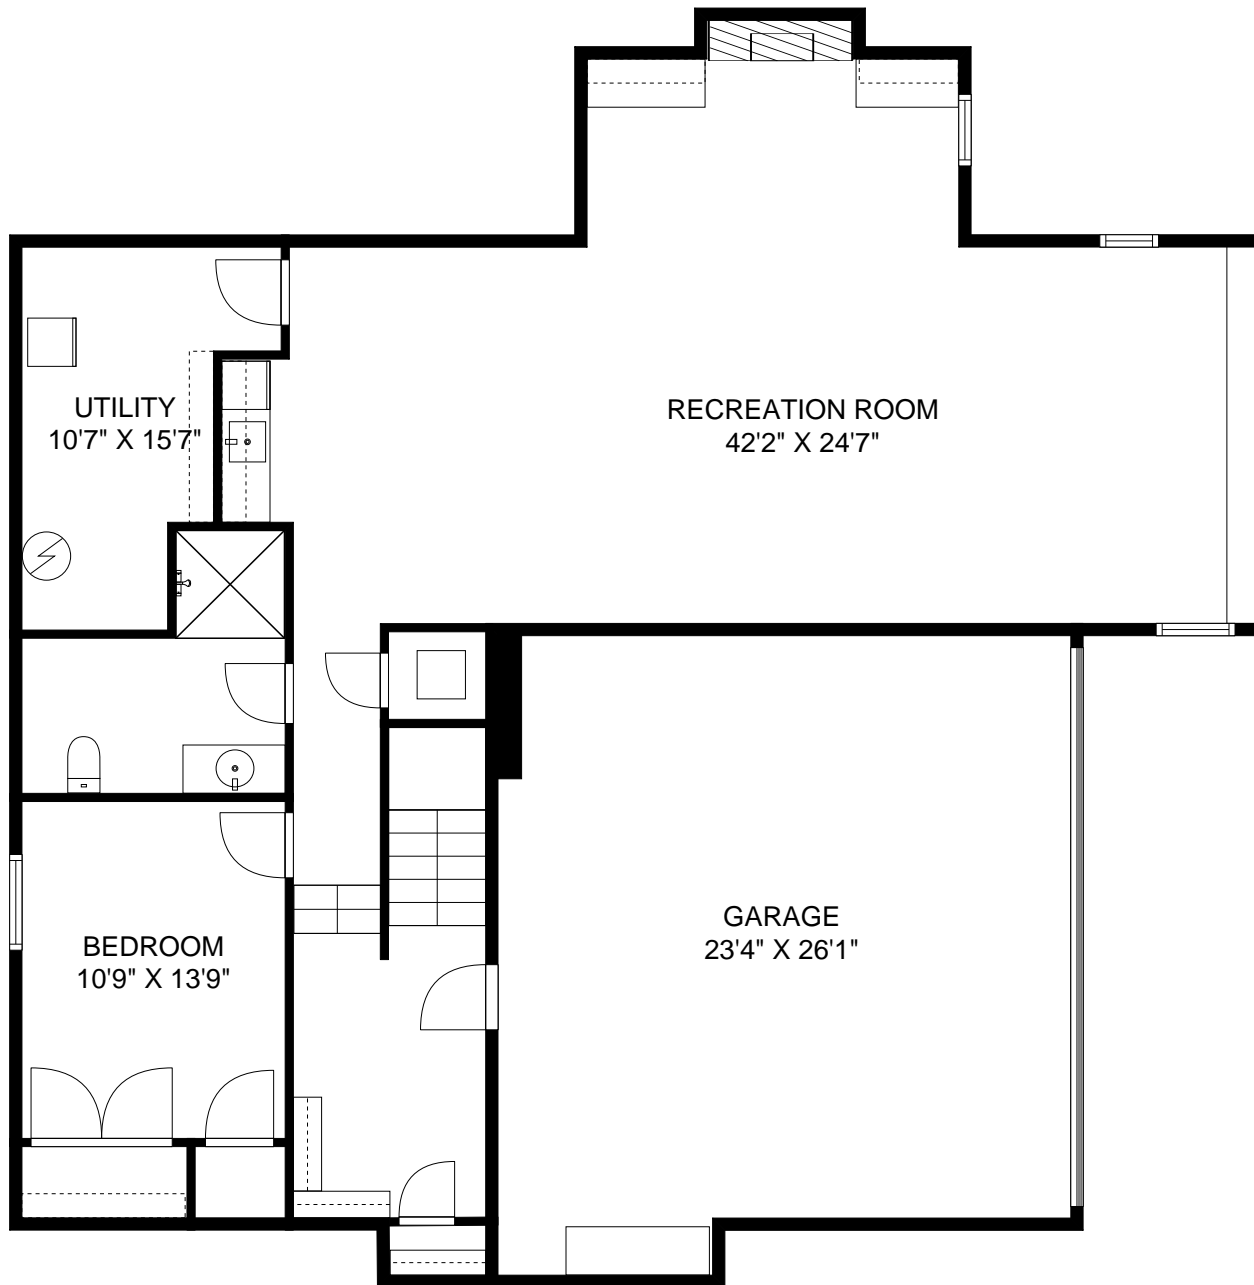 UTILITY
10'7" X 15'7"
RECREATION ROOM
42'2" X 24'7"
BEDROOM
10'9" X 13'9"
GARAGE
23'4" X 26'1"